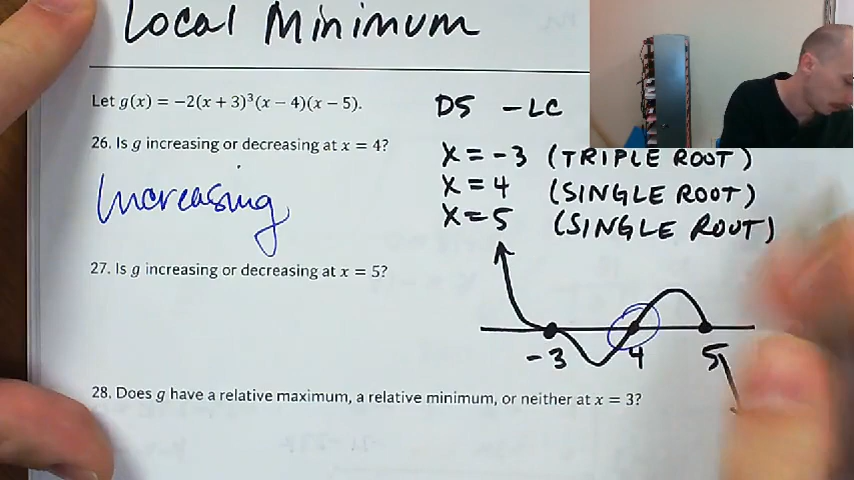 Local Minimum
Let g(x) = −2(x + 3)³(x − 4)(x − 5).
D5 −LC
26. Is g increasing or decreasing at x = 4?
X = −3 (TRIPLE ROOT)
X = 4 (SINGLE ROOT)
Increasing
X = 5 (SINGLE ROOT)
27. Is g increasing or decreasing at x = 5?
−3 4 5
28. Does g have a relative maximum, a relative minimum, or neither at x = 3?